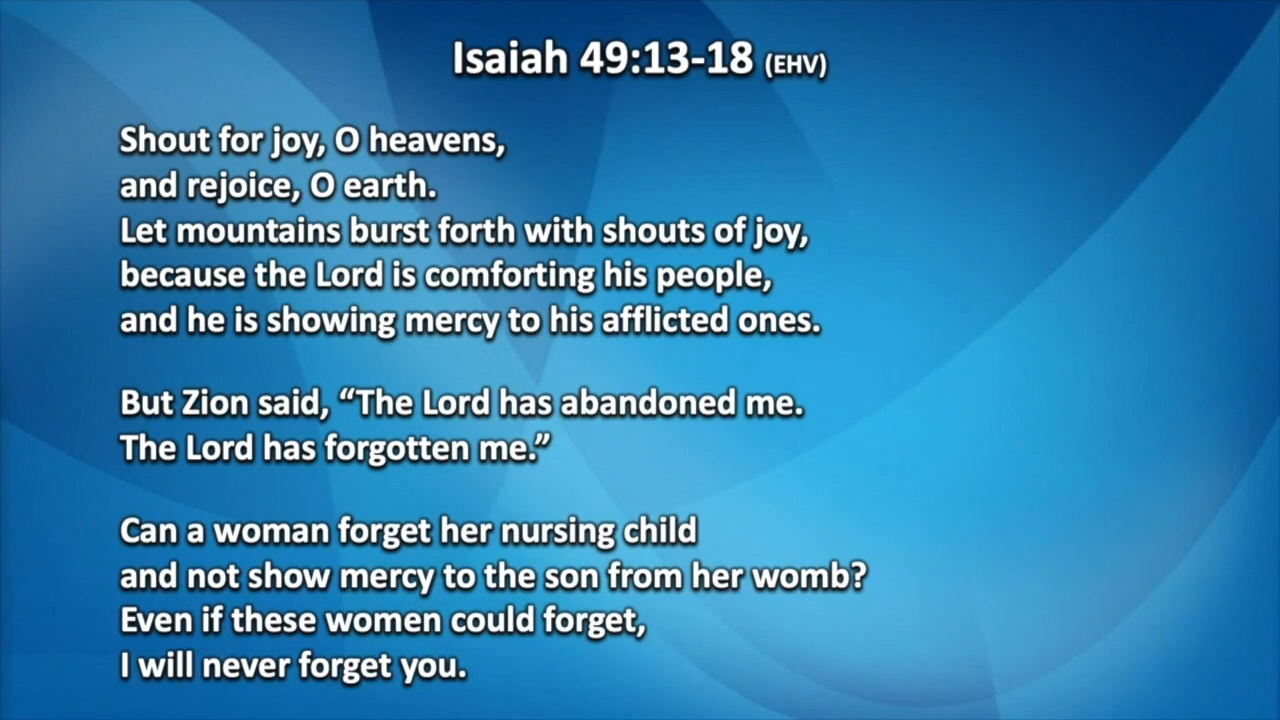 Isaiah 49:13-18 (EHV)
Shout for joy, O heavens,
and rejoice, O earth.
Let mountains burst forth with shouts of joy,
because the Lord is comforting his people,
and he is showing mercy to his afflicted ones.
But Zion said, “The Lord has abandoned me.
The Lord has forgotten me.”
Can a woman forget her nursing child
and not show mercy to the son from her womb?
Even if these women could forget,
I will never forget you.